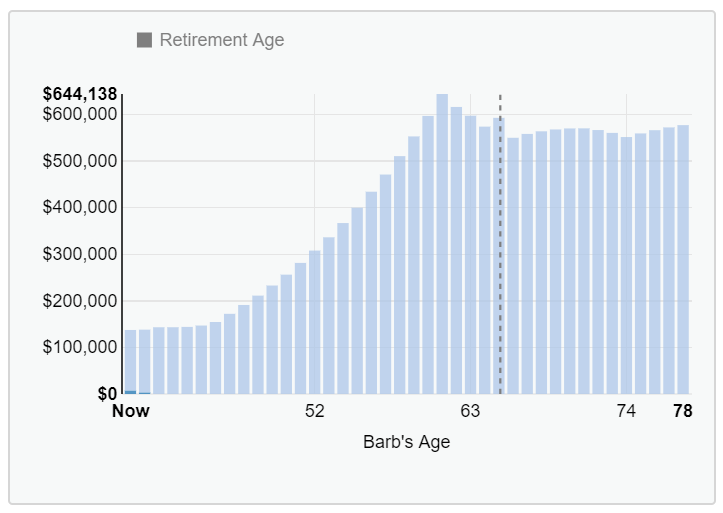 Retirement Age
$644,138
$600,000
$500,000
$400,000
$300,000
$200,000
$100,000
$0
Now 52 63 74 78
Barb's Age